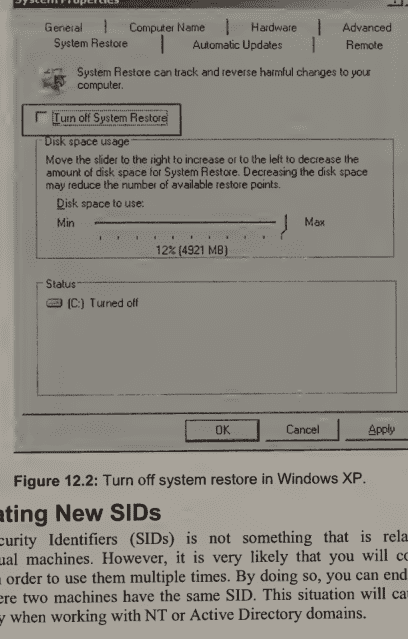 System Properties
General Computer Name Hardware Advanced
System Restore Automatic Updates Remote
System Restore can track and reverse harmful changes to your
computer.
Turn off System Restore
Disk space usage
Move the slider to the right to increase or to the left to decrease the
amount of disk space for System Restore. Decreasing the disk space
may reduce the number of available restore points.
Disk space to use:
Min Max
12% (4921 MB)
Status
(C:) Turned off
OK Cancel Apply
Figure 12.2: Turn off system restore in Windows XP.
ating New SIDs
curity Identifiers (SIDs) is not something that is rela
ual machines. However, it is very likely that you will co
order to use them multiple times. By doing so, you can end
ere two machines have the same SID. This situation will ca
y when working with NT or Active Directory domains.